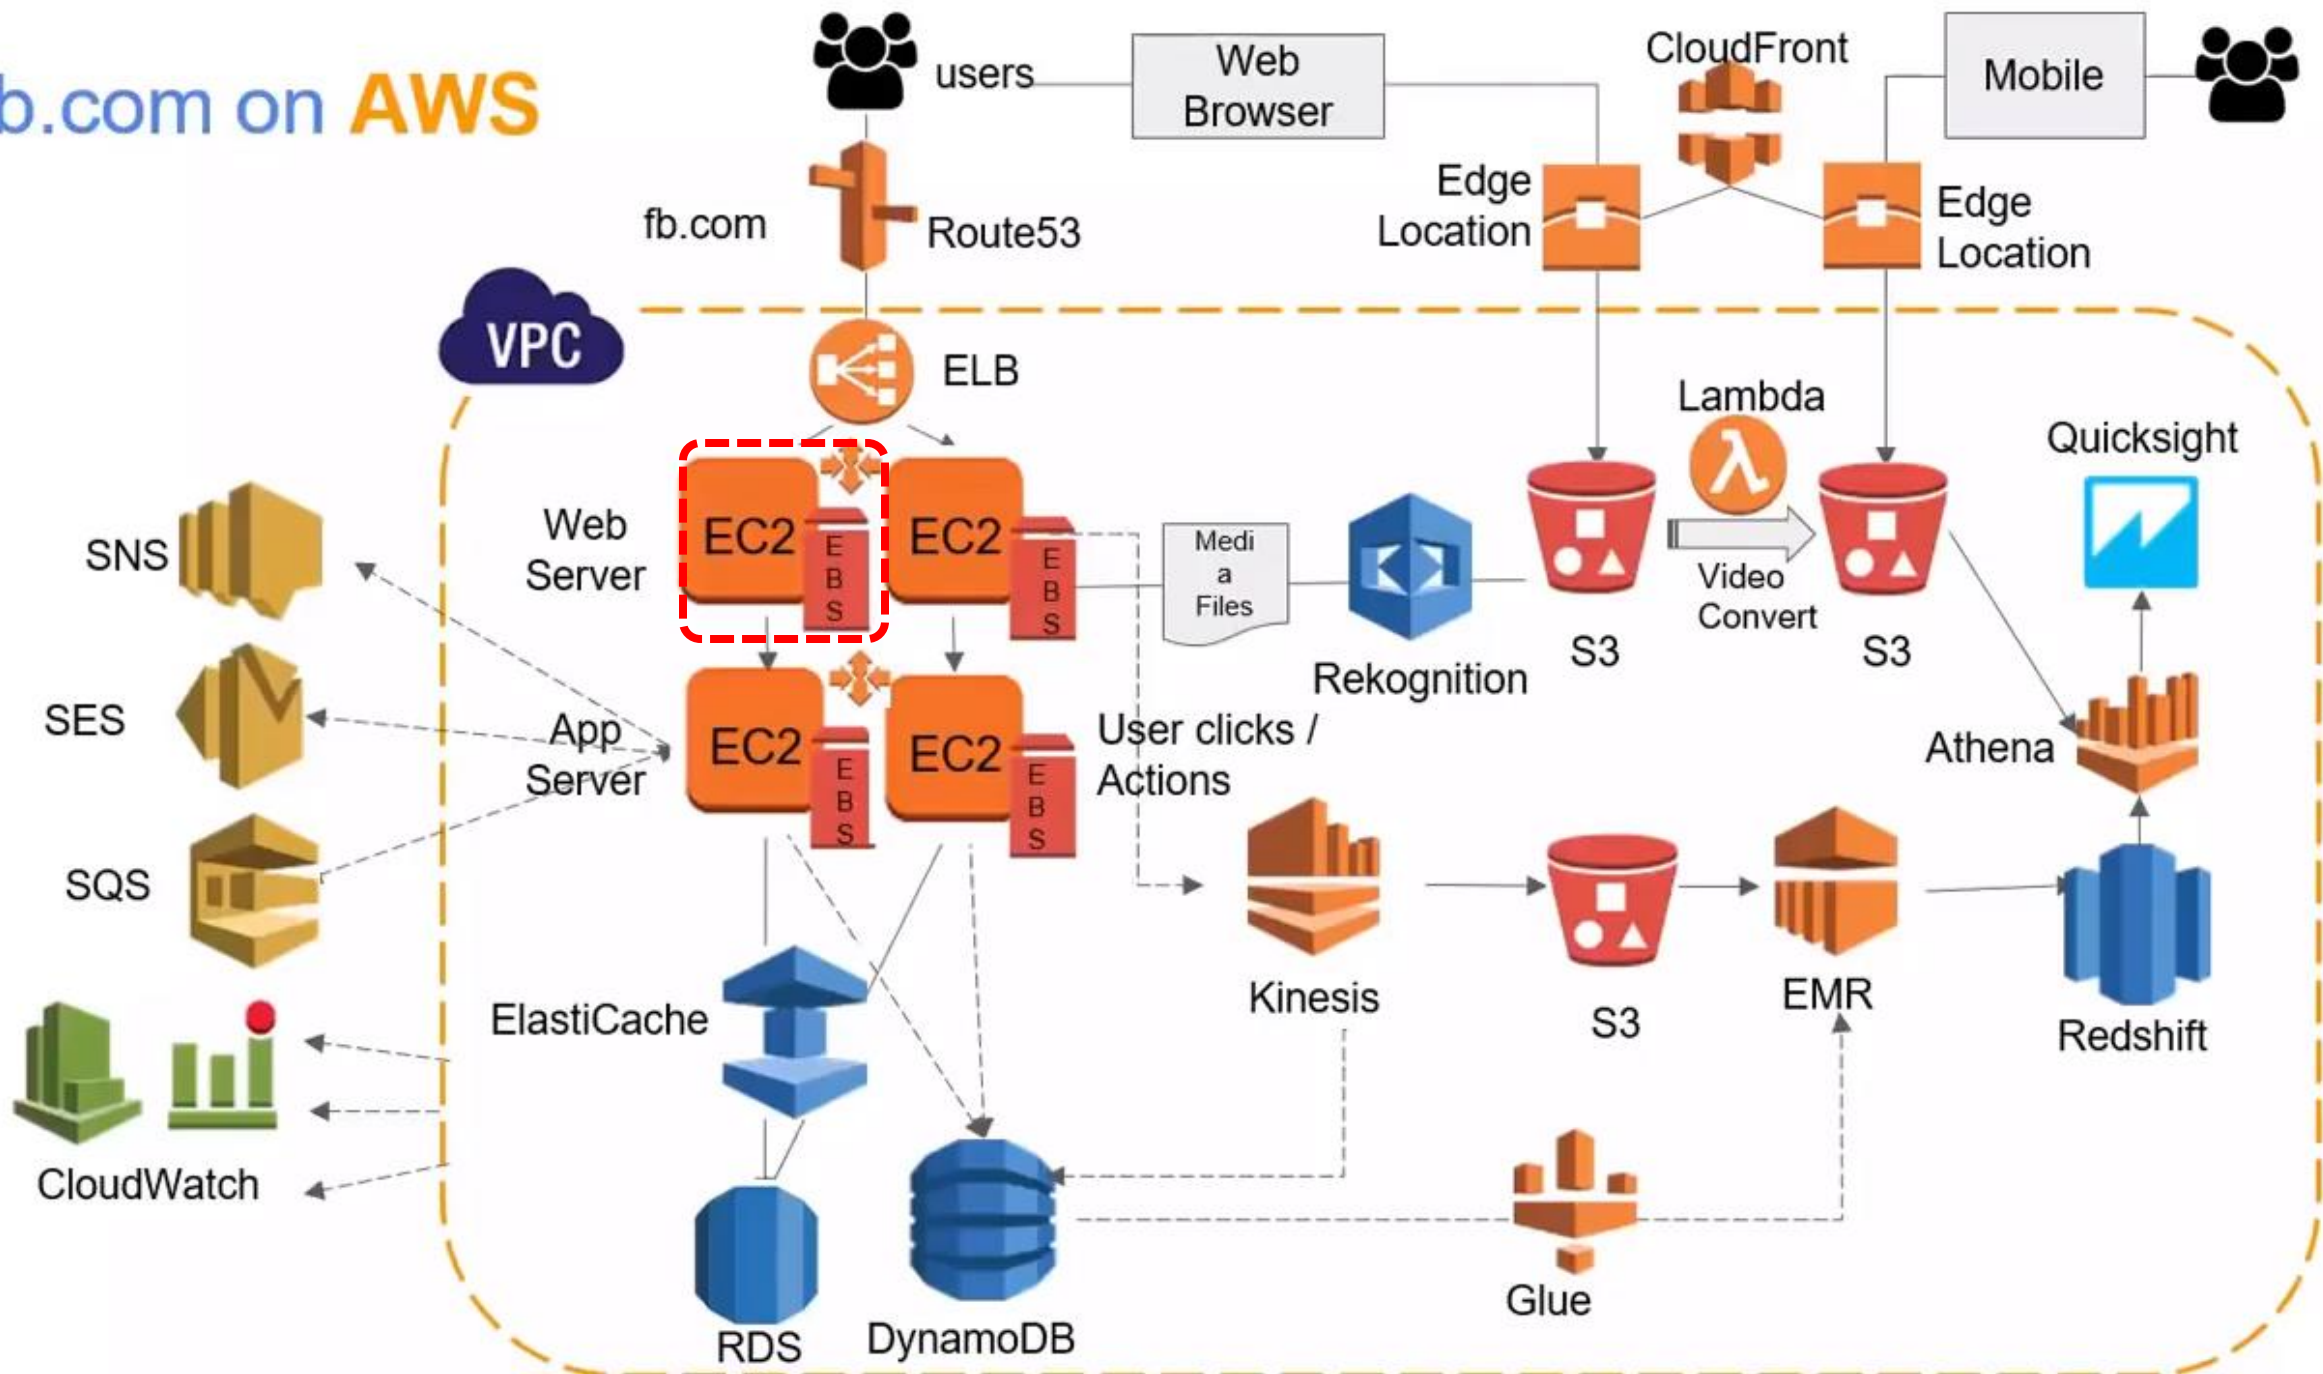 b.com on AWS
users
Web
Browser
CloudFront
Mobile
fb.com
Route53
Edge
Location
Edge
Location
VPC
ELB
Lambda
Quicksight
SNS
Web
Server
EC2
E
B
S
EC2
E
B
S
Medi
a
Files
Rekognition
S3
Video
Convert
S3
SES
App
Server
EC2
E
B
S
EC2
E
B
S
User clicks /
Actions
Athena
SQS
ElastiCache
Kinesis
S3
EMR
Redshift
CloudWatch
RDS
DynamoDB
Glue